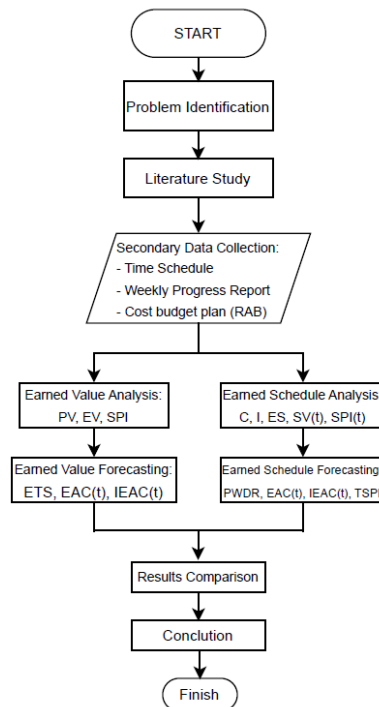 START
Problem Identification
Literature Study
Secondary Data Collection:
- Time Schedule
- Weekly Progress Report
- Cost budget plan (RAB)
Earned Value Analysis:
PV, EV, SPI
Earned Schedule Analysis:
C, I, ES, SV(t), SPI(t)
Earned Value Forecasting:
ETS, EAC(t), IEAC(t)
Earned Schedule Forecasting:
PWDR, EAC(t), IEAC(t), TSPI
Results Comparison
Conclution
Finish